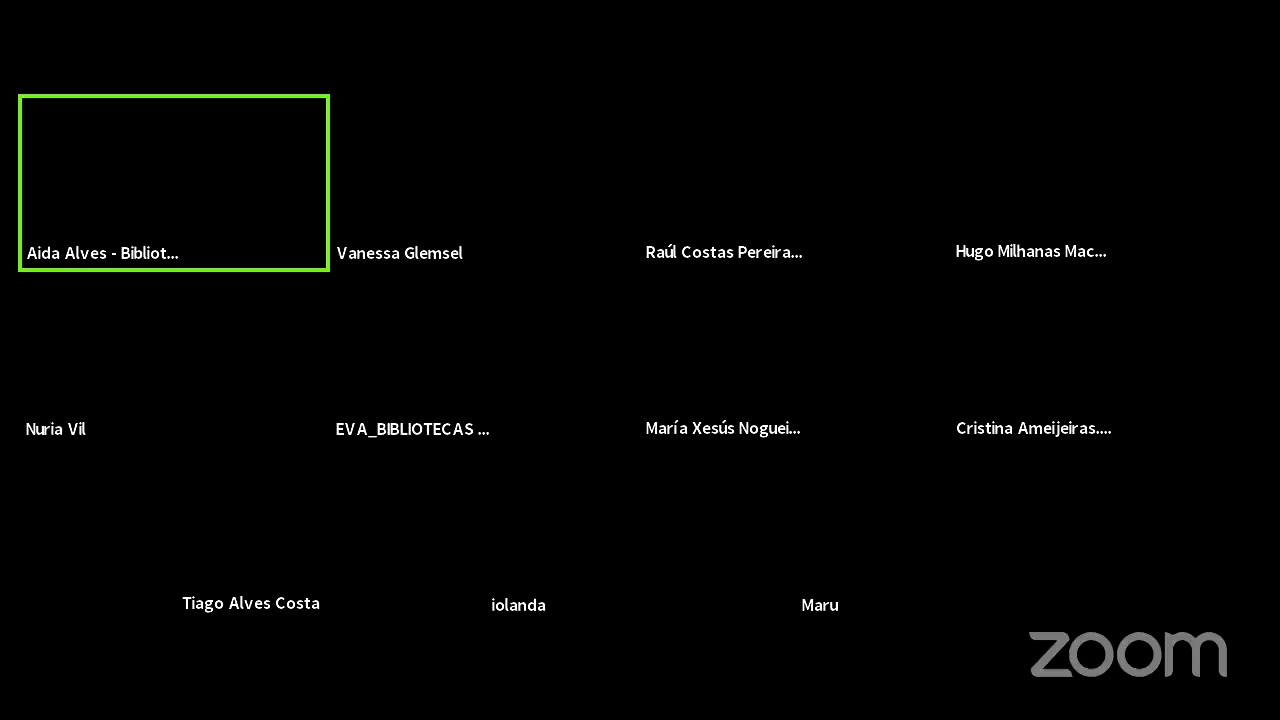 Aida Alves - Bibliot...
Vanessa Glemsel
Raúl Costas Pereira...
Hugo Milhanas Mac...
Nuria Vil
EVA_BIBLIOTECAS ...
María Xesús Noguei...
Cristina Ameijeiras....
Tiago Alves Costa
iolanda
Maru
zoom